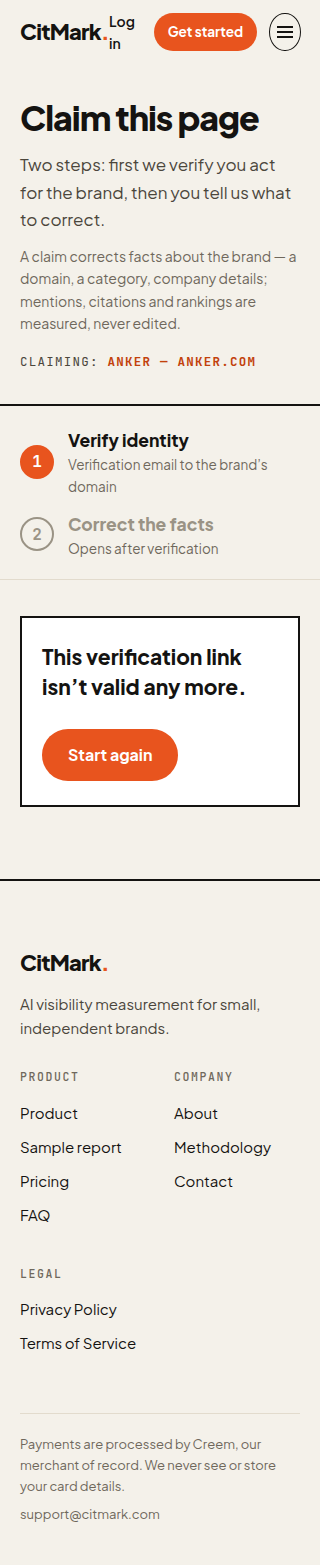 CitMark.
Log
in
Get started
Claim this page
Two steps: first we verify you act
for the brand, then you tell us what
to correct.
A claim corrects facts about the brand — a
domain, a category, company details;
mentions, citations and rankings are
measured, never edited.
CLAIMING: ANKER — ANKER.COM
1
Verify identity
Verification email to the brand's
domain
2
Correct the facts
Opens after verification
This verification link
isn't valid any more.
Start again
CitMark.
AI visibility measurement for small,
independent brands.
PRODUCT
Product
Sample report
Pricing
FAQ
COMPANY
About
Methodology
Contact
LEGAL
Privacy Policy
Terms of Service
Payments are processed by Creem, our
merchant of record. We never see or store
your card details.
support@citmark.com